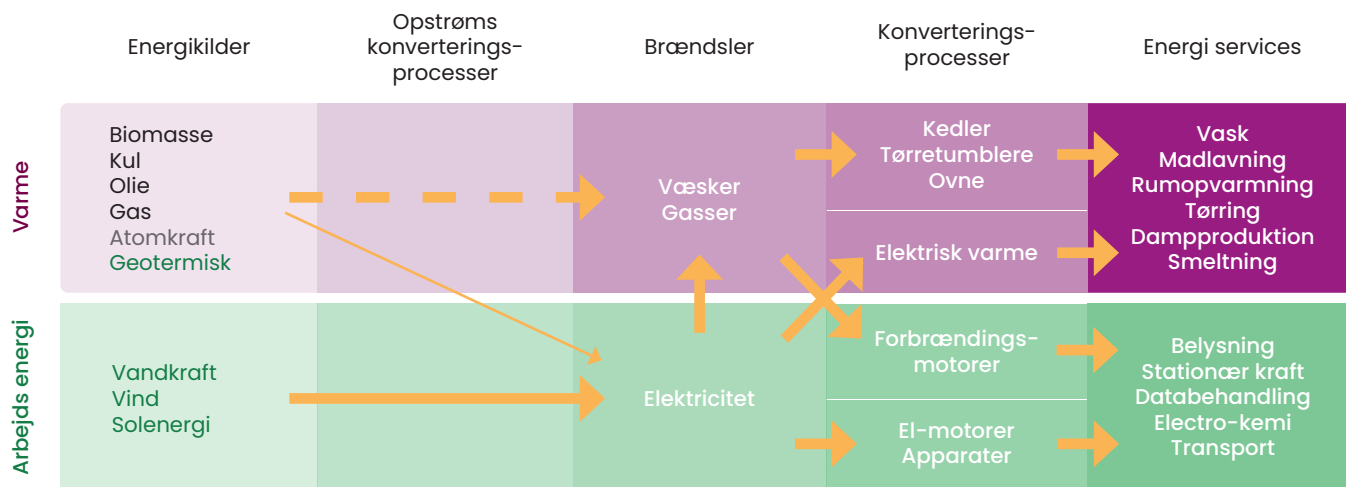 Energikilder
Opstrøms
konverterings-
processer
Brændsler
Konverterings-
processer
Energi services
Varme
Biomasse
Kul
Olie
Gas
Atomkraft
Geotermisk
Væsker
Gasser
Kedler
Tørretumblere
Ovne
Elektrisk varme
Vask
Madlavning
Rumopvarmning
Tørring
Dampproduktion
Smeltning
Arbejds energi
Vandkraft
Vind
Solenergi
Elektricitet
Forbrændings-
motorer
El-motorer
Apparater
Belysning
Stationær kraft
Databehandling
Electro-kemi
Transport